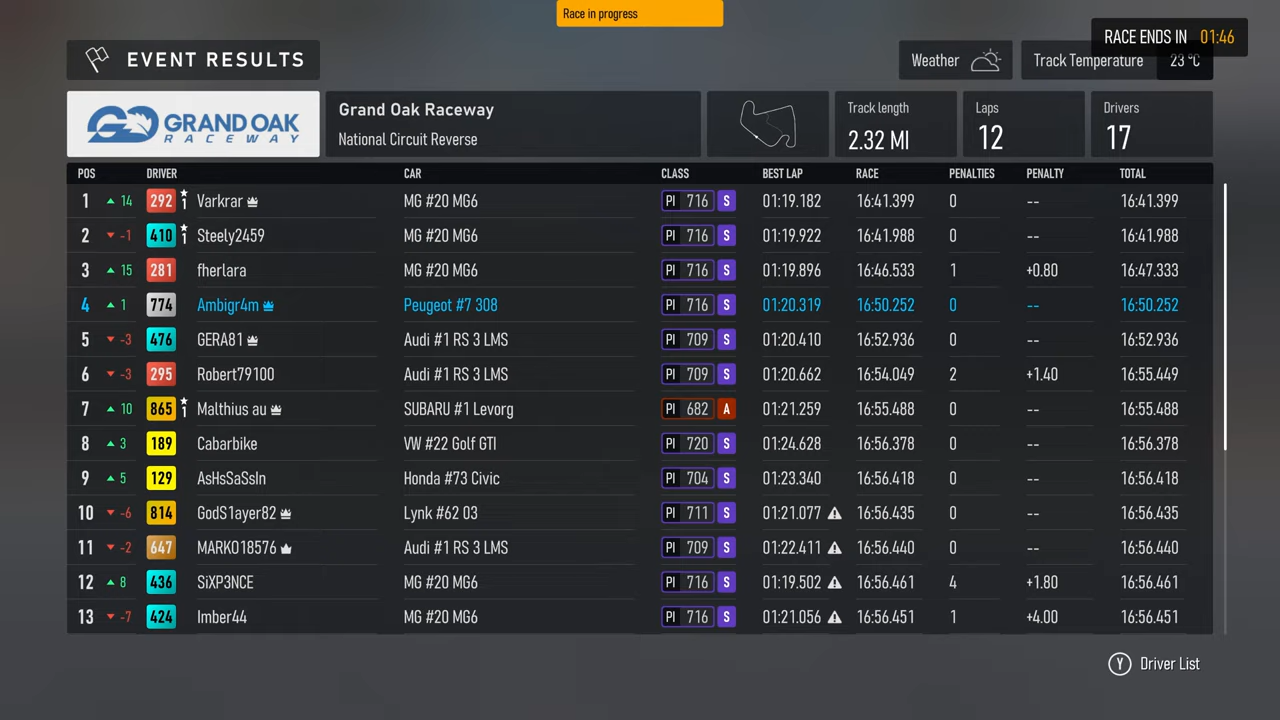 Race in progress
RACE ENDS IN 01:46
EVENT RESULTS
Weather Track Temperature 23 °C
GRAND OAK
RACEWAY
Grand Oak Raceway
National Circuit Reverse
Track length
2.32 MI
Laps
12
Drivers
17
POS DRIVER CAR CLASS BEST LAP RACE PENALTIES PENALTY TOTAL
1 14 292 1 Varkrar MG #20 MG6 PI 716 S 01:19.182 16:41.399 0 -- 16:41.399
2 -1 410 1 Steely2459 MG #20 MG6 PI 716 S 01:19.922 16:41.988 0 -- 16:41.988
3 15 281 fherlara MG #20 MG6 PI 716 S 01:19.896 16:46.533 1 +0.80 16:47.333
4 1 774 Ambigr4m Peugeot #7 308 PI 716 S 01:20.319 16:50.252 0 -- 16:50.252
5 -3 476 GERA81 Audi #1 RS 3 LMS PI 709 S 01:20.410 16:52.936 0 -- 16:52.936
6 -3 295 Robert79100 Audi #1 RS 3 LMS PI 709 S 01:20.662 16:54.049 2 +1.40 16:55.449
7 10 865 1 Malthius au SUBARU #1 Levorg PI 682 A 01:21.259 16:55.488 0 -- 16:55.488
8 3 189 Cabarbike VW #22 Golf GTI PI 720 S 01:24.628 16:56.378 0 -- 16:56.378
9 5 129 AsHsSaSsIn Honda #73 Civic PI 704 S 01:23.340 16:56.418 0 -- 16:56.418
10 -6 814 GodS1ayer82 Lynk #62 03 PI 711 S 01:21.077 16:56.435 0 -- 16:56.435
11 -2 647 MARKO18576 Audi #1 RS 3 LMS PI 709 S 01:22.411 16:56.440 0 -- 16:56.440
12 8 436 SiXP3NCE MG #20 MG6 PI 716 S 01:19.502 16:56.461 4 +1.80 16:56.461
13 -7 424 Imber44 MG #20 MG6 PI 716 S 01:21.056 16:56.451 1 +4.00 16:56.451
Y Driver List